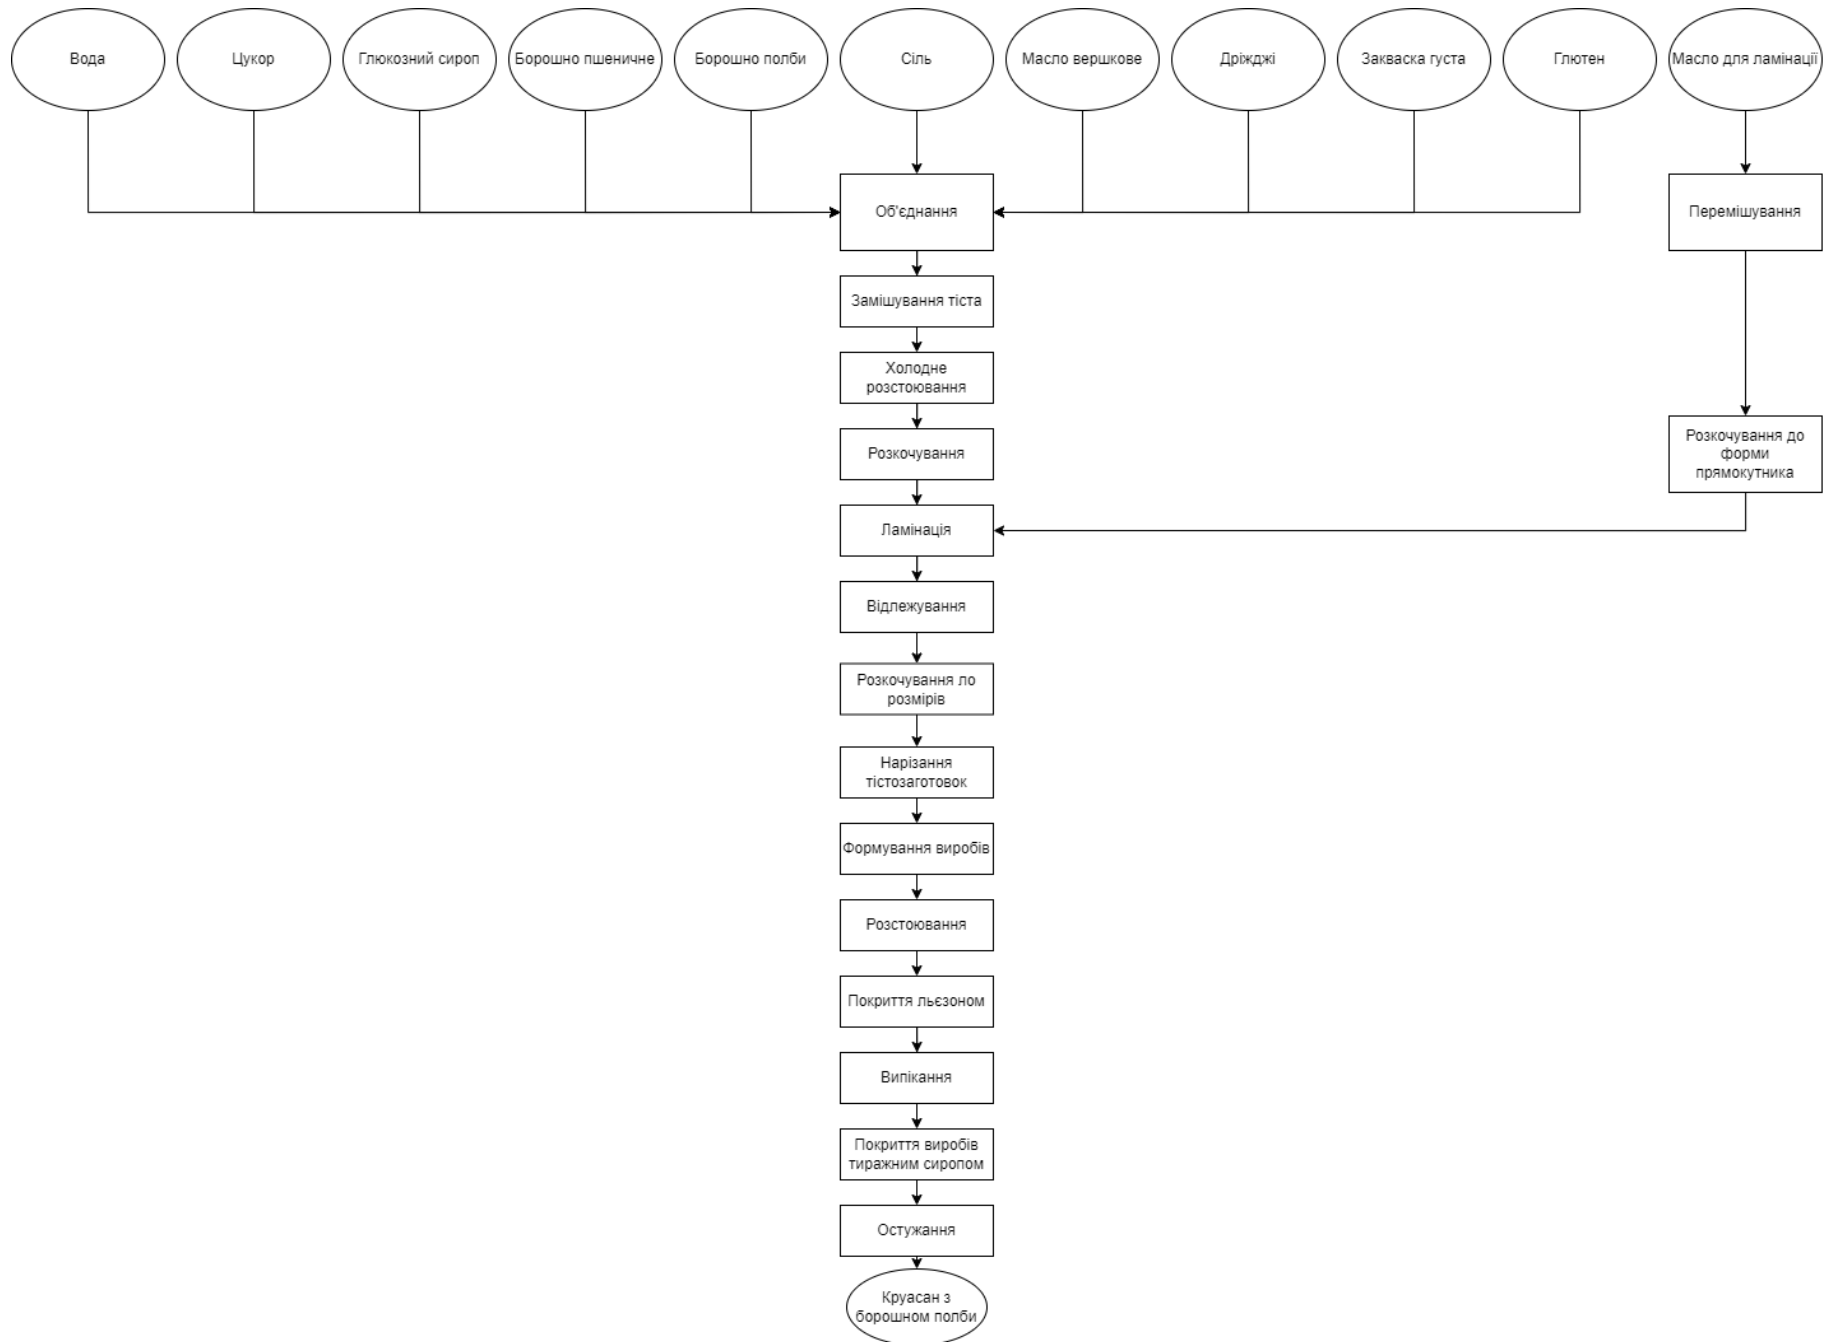 Вода
Цукор
Глюкозний сироп
Борошно пшеничне
Борошно полби
Сіль
Масло вершкове
Дріжджі
Закваска густа
Глютен
Масло для ламінації
Об'єднання
Перемішування
Замішування тіста
Холодне
розстоювання
Розкочування
Розкочування до
форми
прямокутника
Ламінація
Відлежування
Розкочування ло
розмірів
Нарізання
тістозаготовок
Формування виробів
Розстоювання
Покриття льєзоном
Випікання
Покриття виробів
тиражним сиропом
Остужання
Круасан з
борошном полби